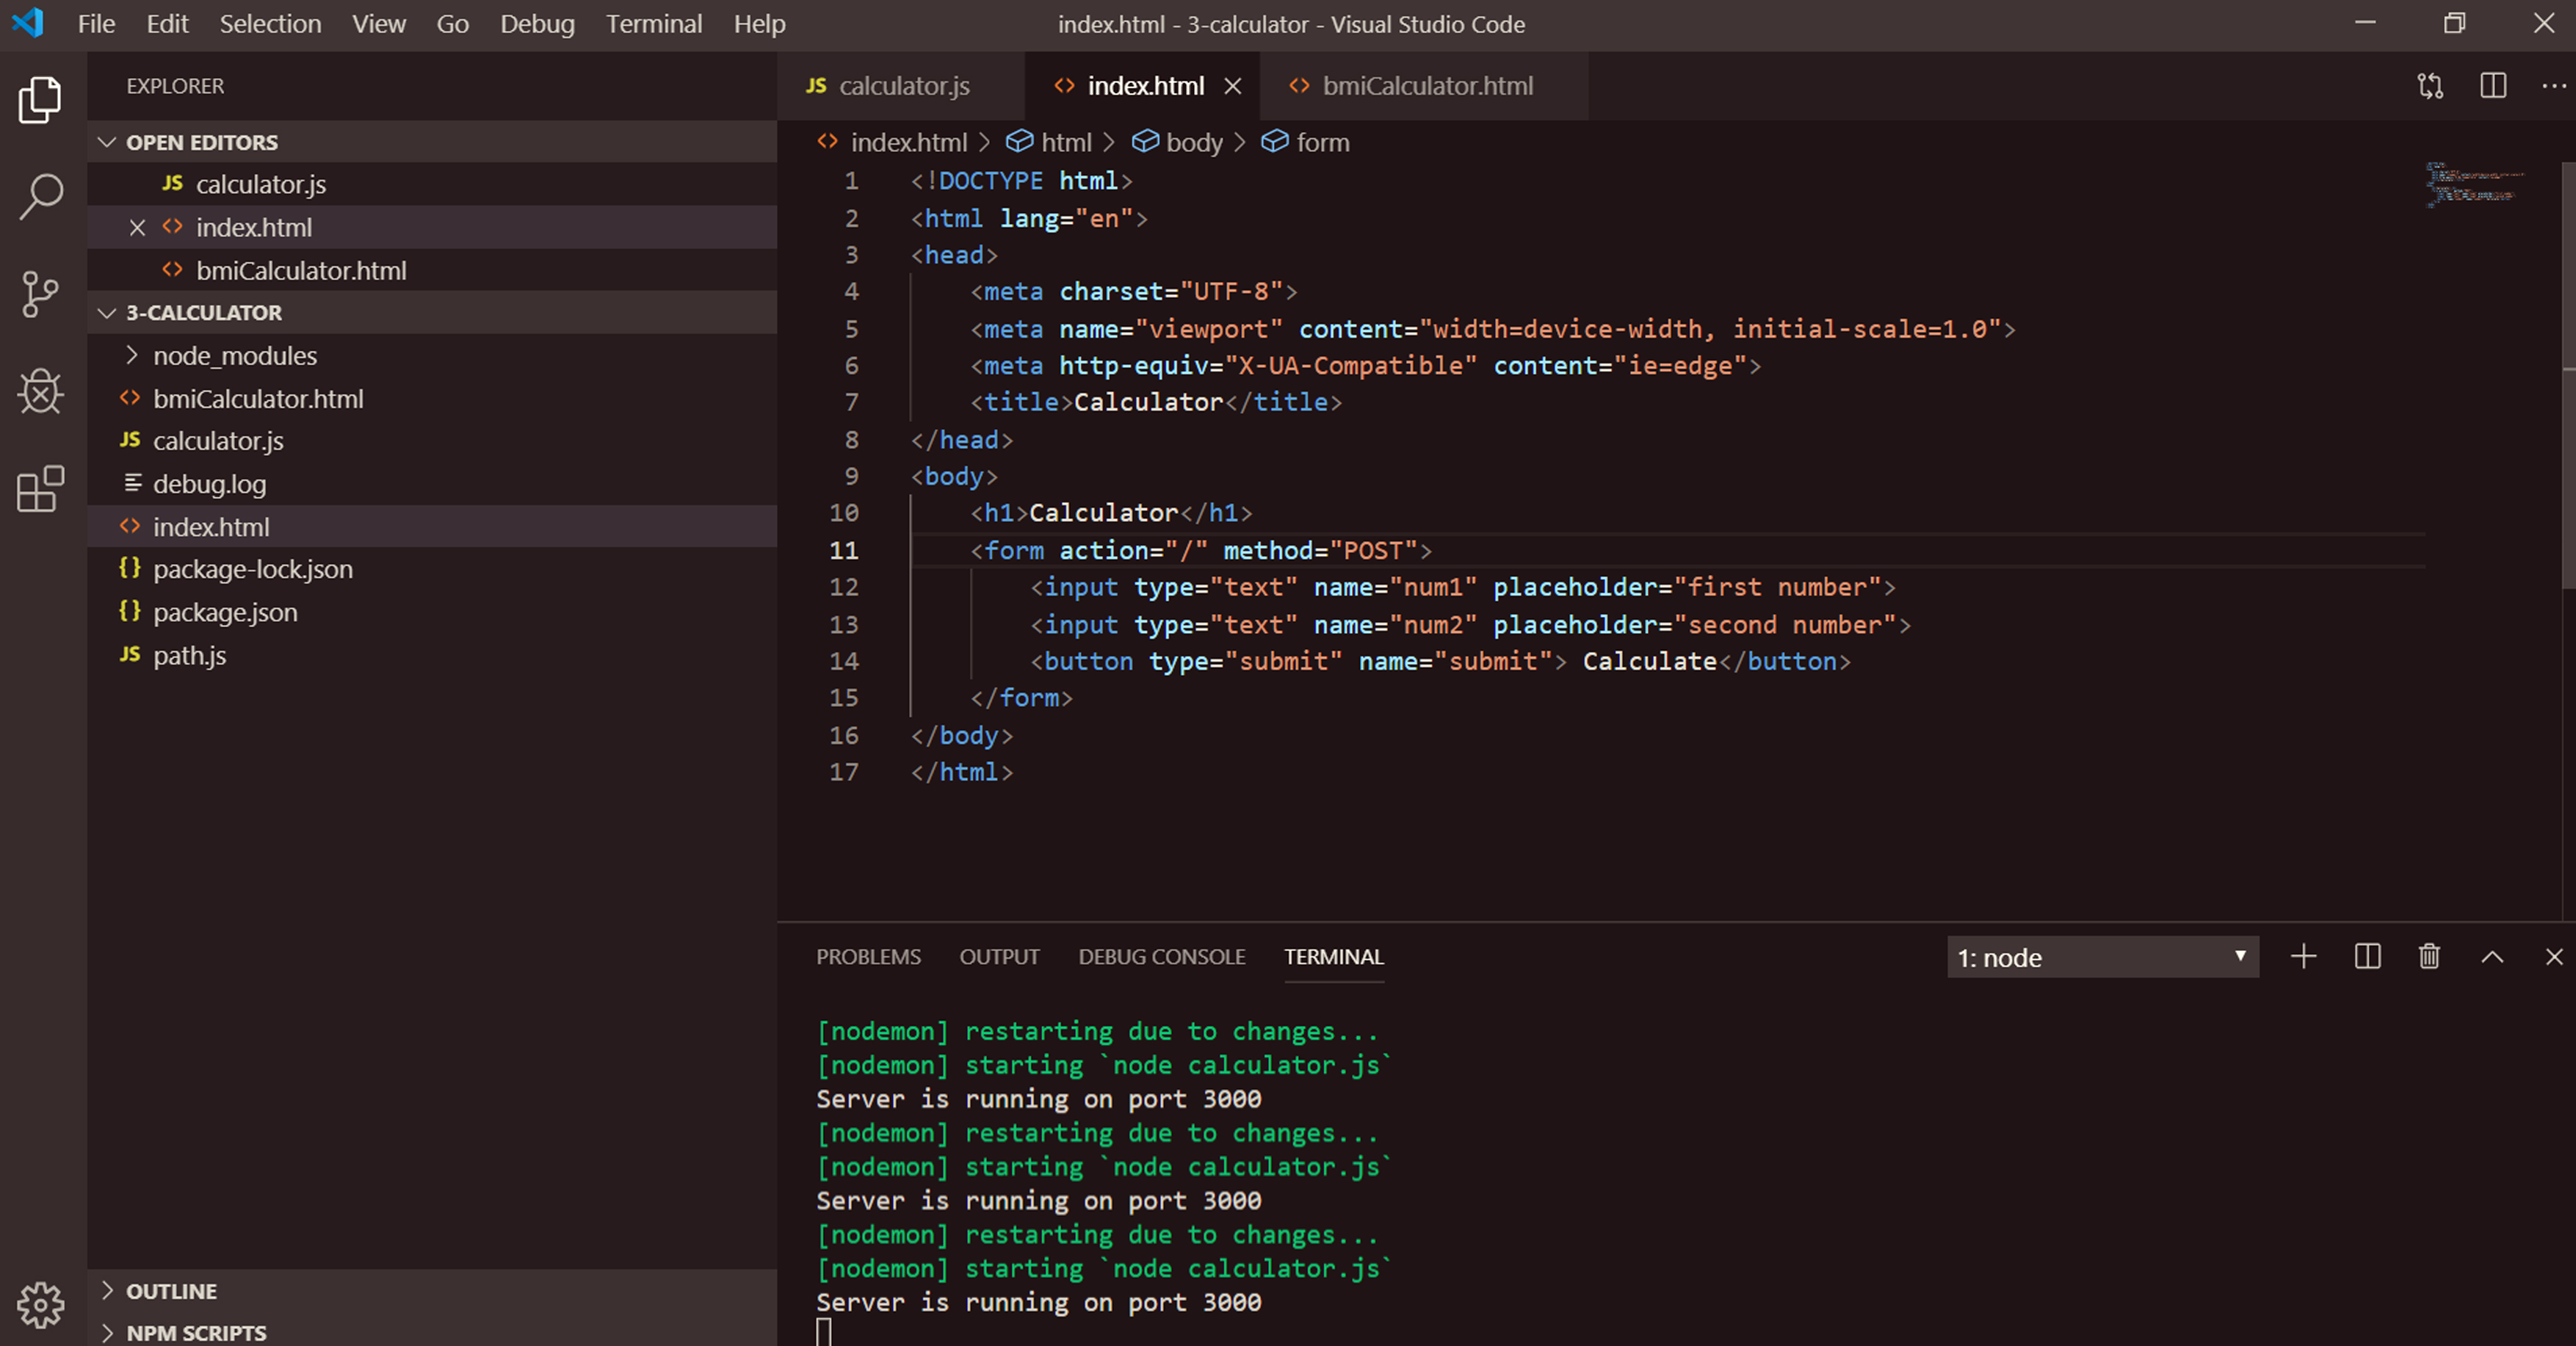 File Edit Selection View Go Debug Terminal Help
index.html - 3-calculator - Visual Studio Code
EXPLORER
OPEN EDITORS
JS calculator.js
index.html
bmiCalculator.html
3-CALCULATOR
node_modules
bmiCalculator.html
JS calculator.js
debug.log
index.html
{} package-lock.json
{} package.json
JS path.js
OUTLINE
NPM SCRIPTS
JS calculator.js
index.html
bmiCalculator.html
index.html > html > body > form
1 <!DOCTYPE html>
2 <html lang="en">
3 <head>
4 <meta charset="UTF-8">
5 <meta name="viewport" content="width=device-width, initial-scale=1.0">
6 <meta http-equiv="X-UA-Compatible" content="ie=edge">
7 <title>Calculator</title>
8 </head>
9 <body>
10 <h1>Calculator</h1>
11 <form action="/" method="POST">
12 <input type="text" name="num1" placeholder="first number">
13 <input type="text" name="num2" placeholder="second number">
14 <button type="submit" name="submit"> Calculate</button>
15 </form>
16 </body>
17 </html>
PROBLEMS OUTPUT DEBUG CONSOLE TERMINAL
1: node
[nodemon] restarting due to changes...
[nodemon] starting `node calculator.js`
Server is running on port 3000
[nodemon] restarting due to changes...
[nodemon] starting `node calculator.js`
Server is running on port 3000
[nodemon] restarting due to changes...
[nodemon] starting `node calculator.js`
Server is running on port 3000